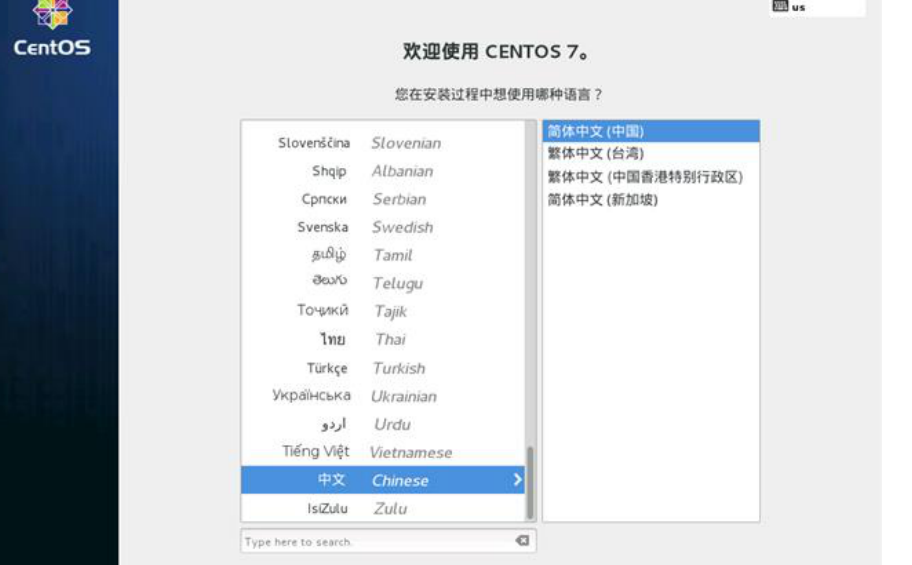 us
CentOS
欢迎使用 CENTOS 7。
您在安装过程中想使用哪种语言？
Slovenščina Slovenian
Shqip Albanian
Српски Serbian
Svenska Swedish
தமிழ் Tamil
తెలుగు Telugu
Тоҷикӣ Tajik
ไทย Thai
Türkçe Turkish
Українська Ukrainian
اردو Urdu
Tiếng Việt Vietnamese
中文 Chinese
IsiZulu Zulu
简体中文 (中国)
繁体中文 (台湾)
繁体中文 (中国香港特别行政区)
简体中文 (新加坡)
Type here to search.